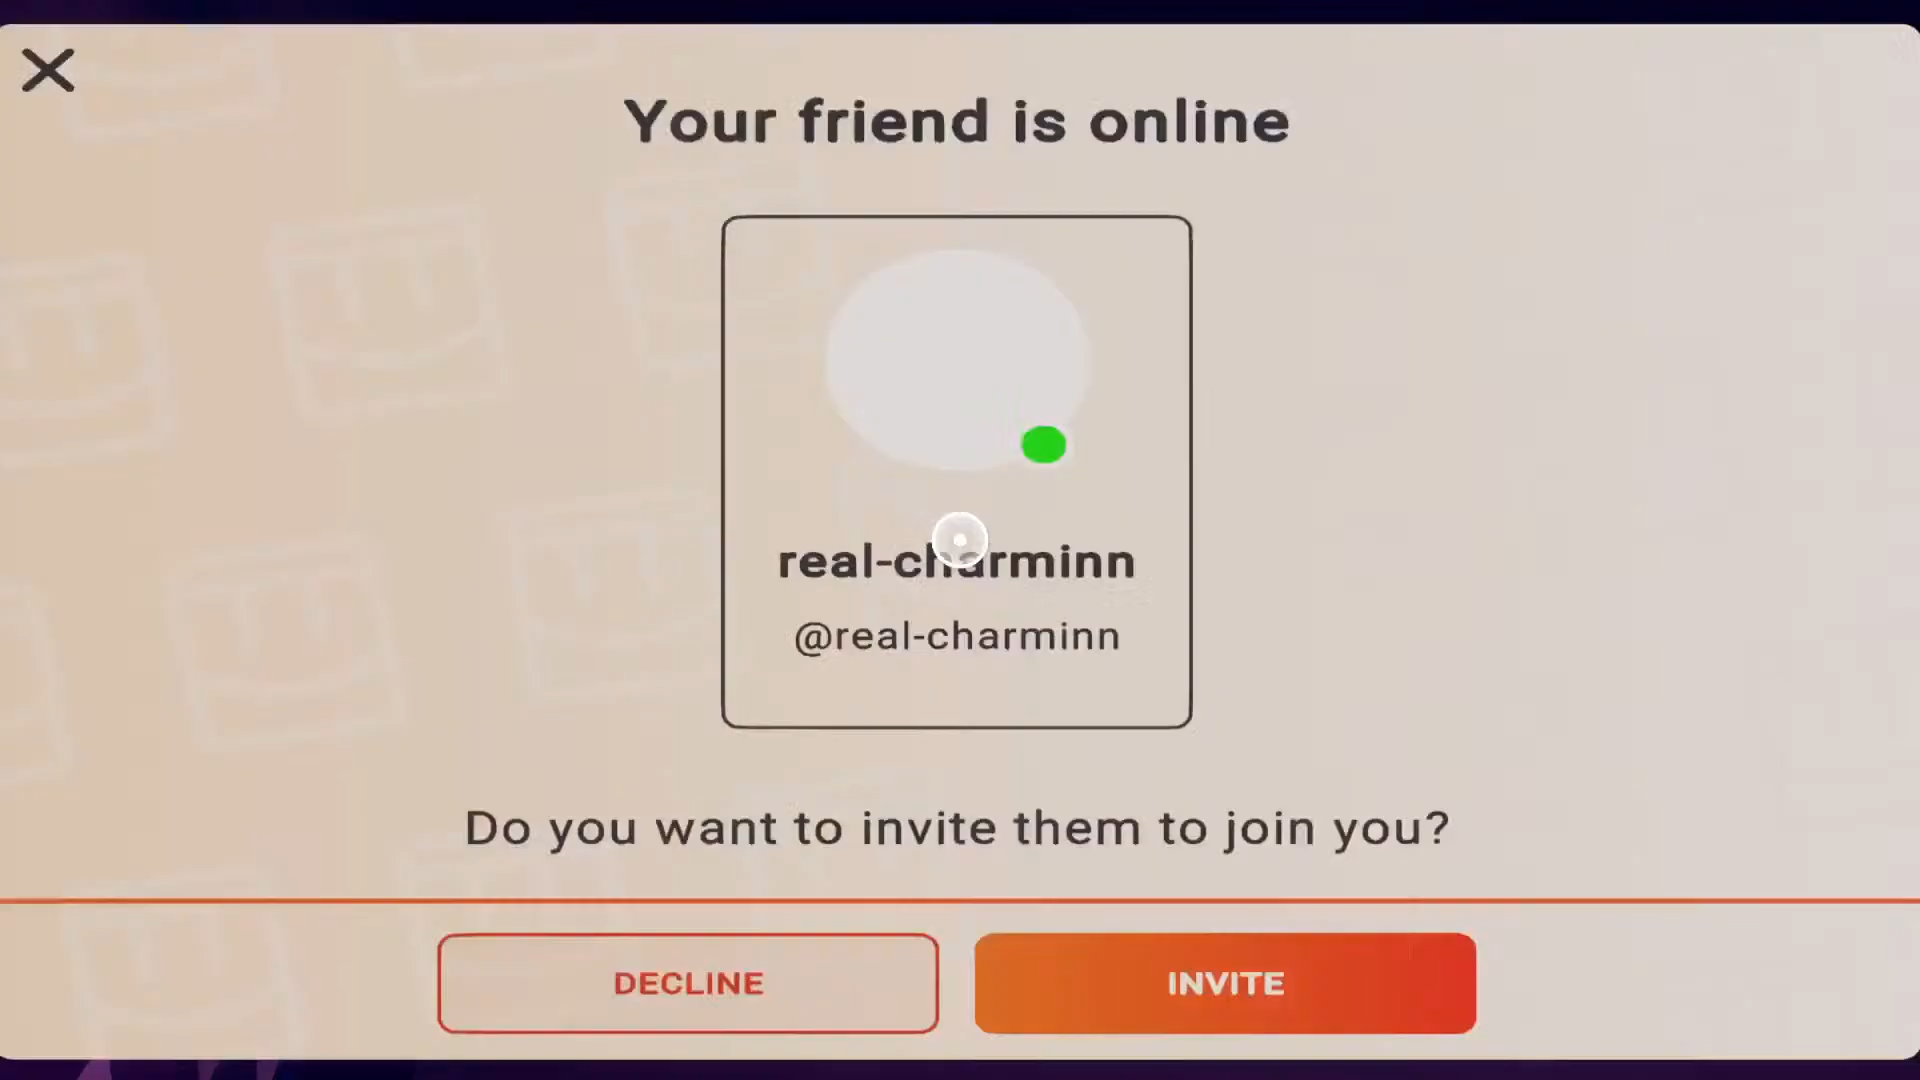 Your friend is online
real-charminn
@real-charminn
Do you want to invite them to join you?
DECLINE
INVITE